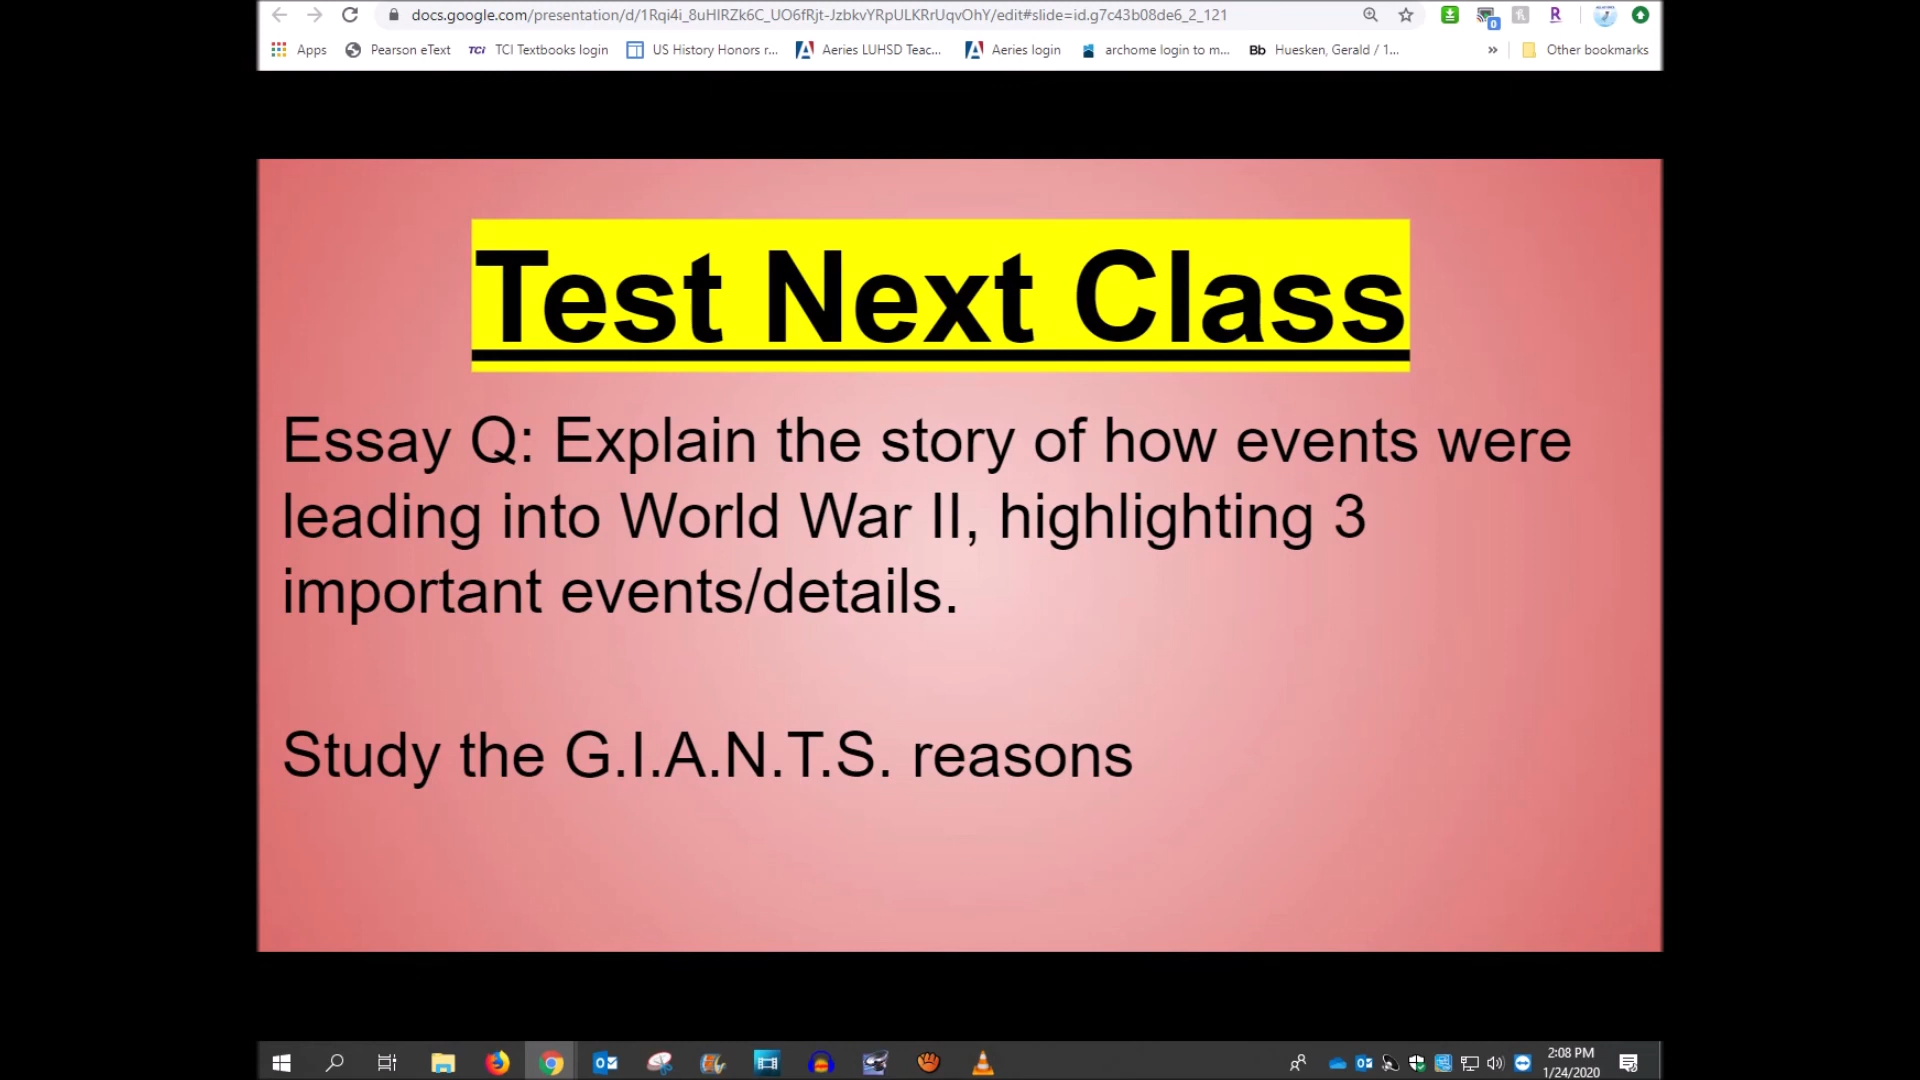 docs.google.com/presentation/d/1Rqi4i_8uHIRZk6C_UO6fRjt-JzbkvYRpULKRrUqvOhY/edit#slide=id.g7c43b08de6_2_121
Apps Pearson eText TCi TCI Textbooks login US History Honors r... Aeries LUHSD Teac... Aeries login archome login to m... Bb Huesken, Gerald / 1... » Other bookmarks
Test Next Class
Essay Q: Explain the story of how events were
leading into World War II, highlighting 3
important events/details.
Study the G.I.A.N.T.S. reasons
2:08 PM
1/24/2020